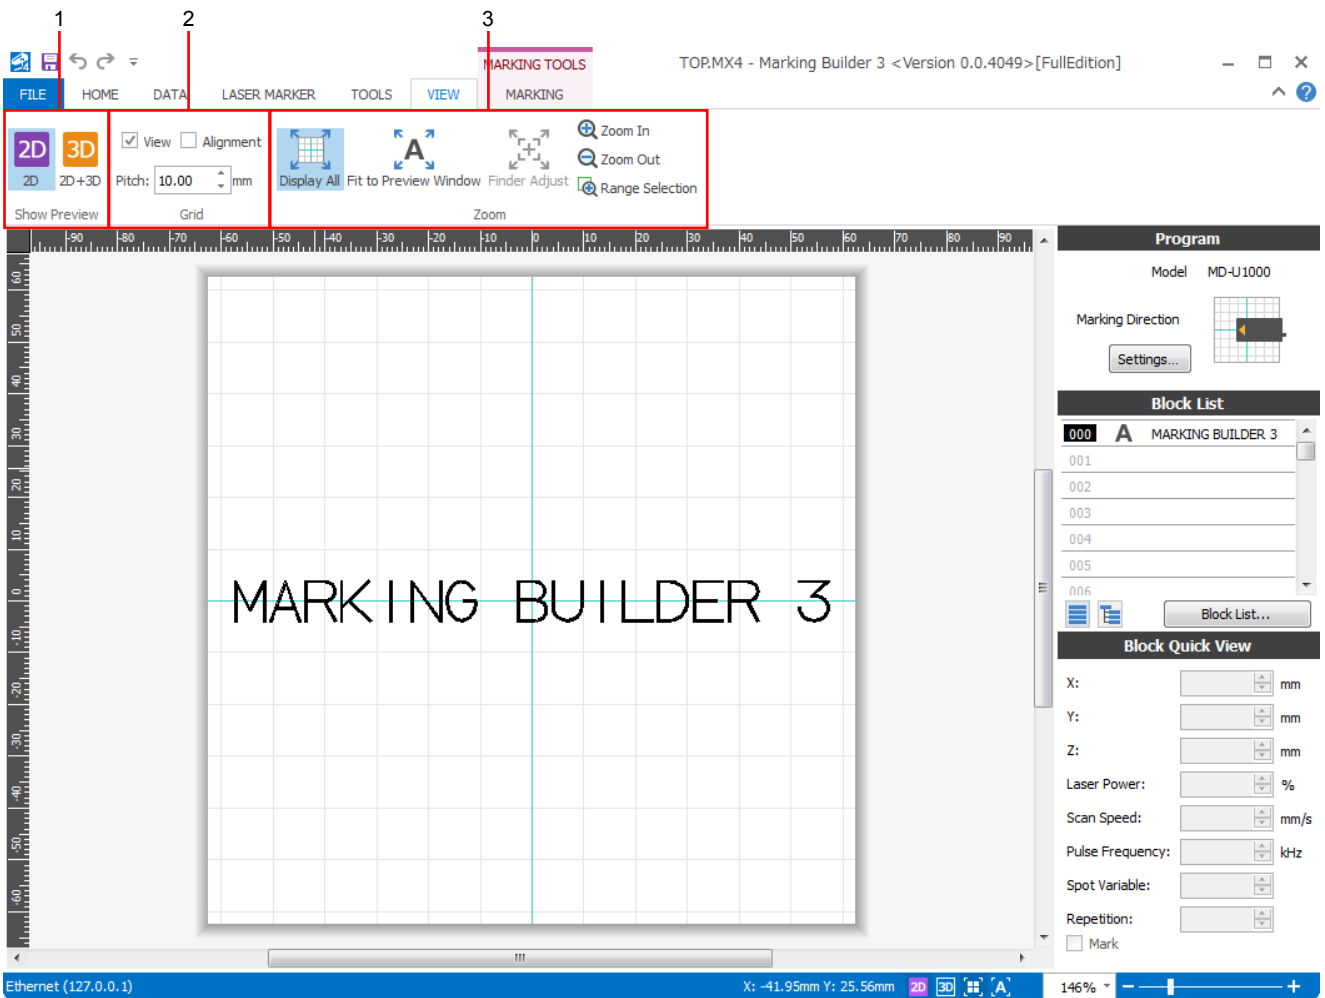 1 2 3
MARKING TOOLS
TOP.MX4 - Marking Builder 3 <Version 0.0.4049>[FullEdition]
FILE HOME DATA LASER MARKER TOOLS VIEW MARKING
2D 3D
2D 2D+3D
Show Preview
View Alignment
Pitch: 10.00 mm
Grid
A
Display All Fit to Preview Window Finder Adjust
Zoom In
Zoom Out
Range Selection
Zoom
-90 -80 -70 -60 -50 -40 -30 -20 -10 0 10 20 30 40 50 60 70 80 90
60
50
40
30
20
10
0
-10
-20
-30
-40
-50
-60
MARKING BUILDER 3
Program
Model MD-U1000
Marking Direction
Settings...
Block List
000 A MARKING BUILDER 3
001
002
003
004
005
006
Block List...
Block Quick View
X: mm
Y: mm
Z: mm
Laser Power: %
Scan Speed: mm/s
Pulse Frequency: kHz
Spot Variable:
Repetition:
Mark
Ethernet (127.0.0.1)
X: -41.95mm Y: 25.56mm 2D 3D [A] 146%